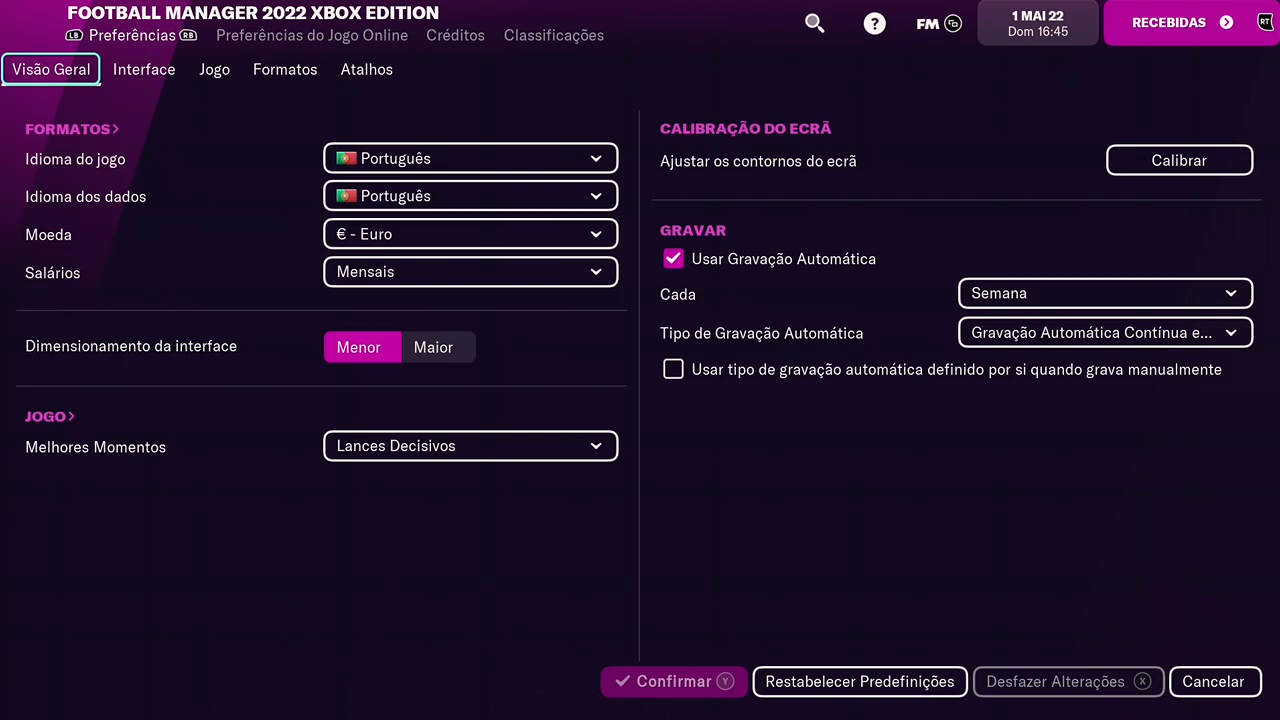 FOOTBALL MANAGER 2022 XBOX EDITION
LB Preferências RB Preferências do Jogo Online Créditos Classificações
? FM
1 MAI 22
Dom 16:45
RECEBIDAS RT
Visão Geral Interface Jogo Formatos Atalhos
FORMATOS
Idioma do jogo Português
Idioma dos dados Português
Moeda € - Euro
Salários Mensais
Dimensionamento da interface Menor Maior
JOGO
Melhores Momentos Lances Decisivos
CALIBRAÇÃO DO ECRÃ
Ajustar os contornos do ecrã Calibrar
GRAVAR
Usar Gravação Automática
Cada Semana
Tipo de Gravação Automática Gravação Automática Contínua e...
Usar tipo de gravação automática definido por si quando grava manualmente
Confirmar Y Restabelecer Predefinições Desfazer Alterações X Cancelar